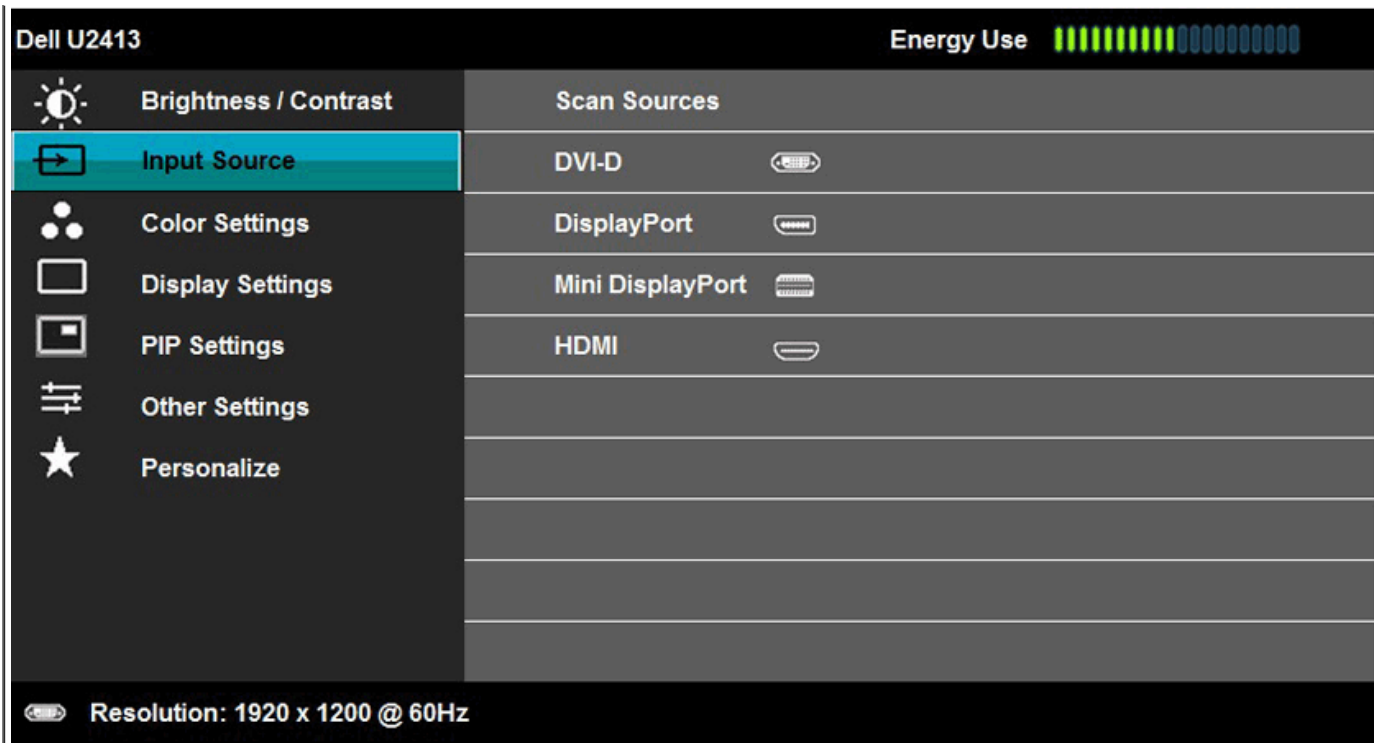 Dell U2413
Energy Use
Brightness / Contrast
Input Source
Color Settings
Display Settings
PIP Settings
Other Settings
Personalize
Scan Sources
DVI-D
DisplayPort
Mini DisplayPort
HDMI
Resolution: 1920 x 1200 @ 60Hz